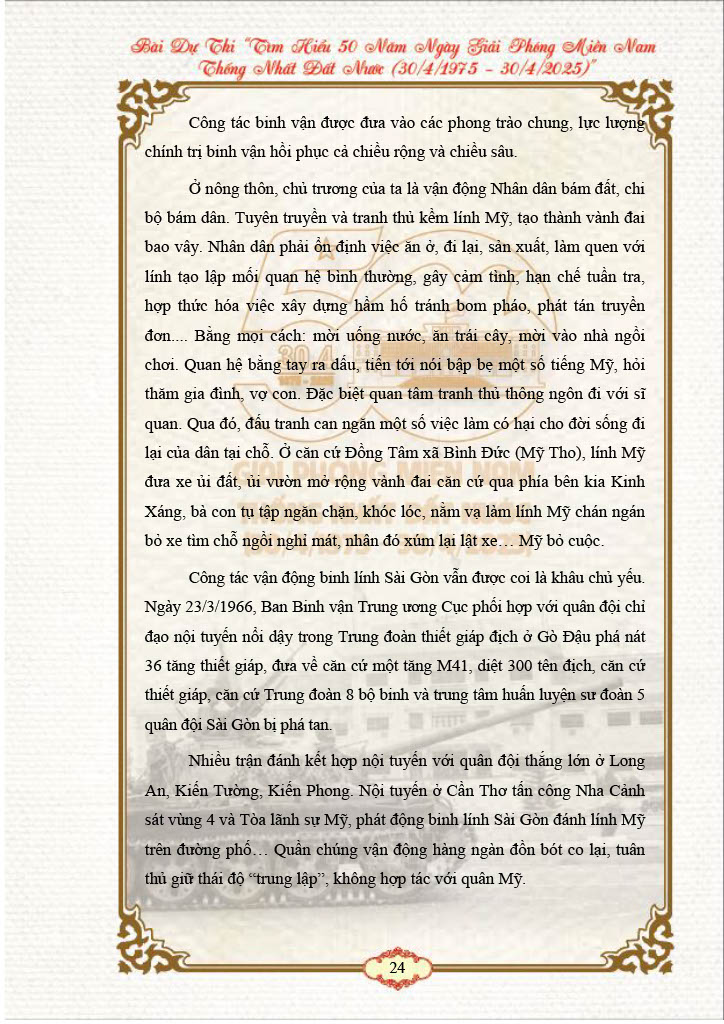 Bài Dự Thi “Tìm Hiểu 50 Năm Ngày Giải Phóng Miền Nam
Thống Nhất Đất Nước (30/4/1975 – 30/4/2025)”
Công tác binh vận được đưa vào các phong trào chung, lực lượng
chính trị binh vận hồi phục cả chiều rộng và chiều sâu.
Ở nông thôn, chủ trương của ta là vận động Nhân dân bám đất, chi
bộ bám dân. Tuyên truyền và tranh thủ kềm lính Mỹ, tạo thành vành đai
bao vây. Nhân dân phải ổn định việc ăn ở, đi lại, sản xuất, làm quen với
lính tạo lập mối quan hệ bình thường, gây cảm tình, hạn chế tuần tra,
hợp thức hóa việc xây dựng hầm hố tránh bom pháo, phát tán truyền
đơn.... Bằng mọi cách: mời uống nước, ăn trái cây, mời vào nhà ngồi
chơi. Quan hệ bằng tay ra dấu, tiến tới nói bập bẹ một số tiếng Mỹ, hỏi
thăm gia đình, vợ con. Đặc biệt quan tâm tranh thủ thông ngôn đi với sĩ
quan. Qua đó, đấu tranh can ngăn một số việc làm có hại cho đời sống đi
lại của dân tại chỗ. Ở căn cứ Đồng Tâm xã Bình Đức (Mỹ Tho), lính Mỹ
đưa xe ủi đất, ủi vườn mở rộng vành đai căn cứ qua phía bên kia Kinh
Xáng, bà con tụ tập ngăn chặn, khóc lóc, nằm vạ làm lính Mỹ chán ngán
bỏ xe tìm chỗ ngồi nghỉ mát, nhân đó xúm lại lật xe… Mỹ bỏ cuộc.
Công tác vận động binh lính Sài Gòn vẫn được coi là khâu chủ yếu.
Ngày 23/3/1966, Ban Binh vận Trung ương Cục phối hợp với quân đội chỉ
đạo nội tuyến nổi dậy trong Trung đoàn thiết giáp địch ở Gò Đậu phá nát
36 tăng thiết giáp, đưa về căn cứ một tăng M41, diệt 300 tên địch, căn cứ
thiết giáp, căn cứ Trung đoàn 8 bộ binh và trung tâm huấn luyện sư đoàn 5
quân đội Sài Gòn bị phá tan.
Nhiều trận đánh kết hợp nội tuyến với quân đội thắng lớn ở Long
An, Kiến Tường, Kiến Phong. Nội tuyến ở Cần Thơ tấn công Nha Cảnh
sát vùng 4 và Tòa lãnh sự Mỹ, phát động binh lính Sài Gòn đánh lính Mỹ
trên đường phố… Quần chúng vận động hàng ngàn đồn bót co lại, tuân
thủ giữ thái độ “trung lập”, không hợp tác với quân Mỹ.
50
30.4
GIẢI PHÓNG MIỀN NAM
THỐNG NHẤT ĐẤT NƯỚC
(30/4/1975 - 30/4/2025)
24